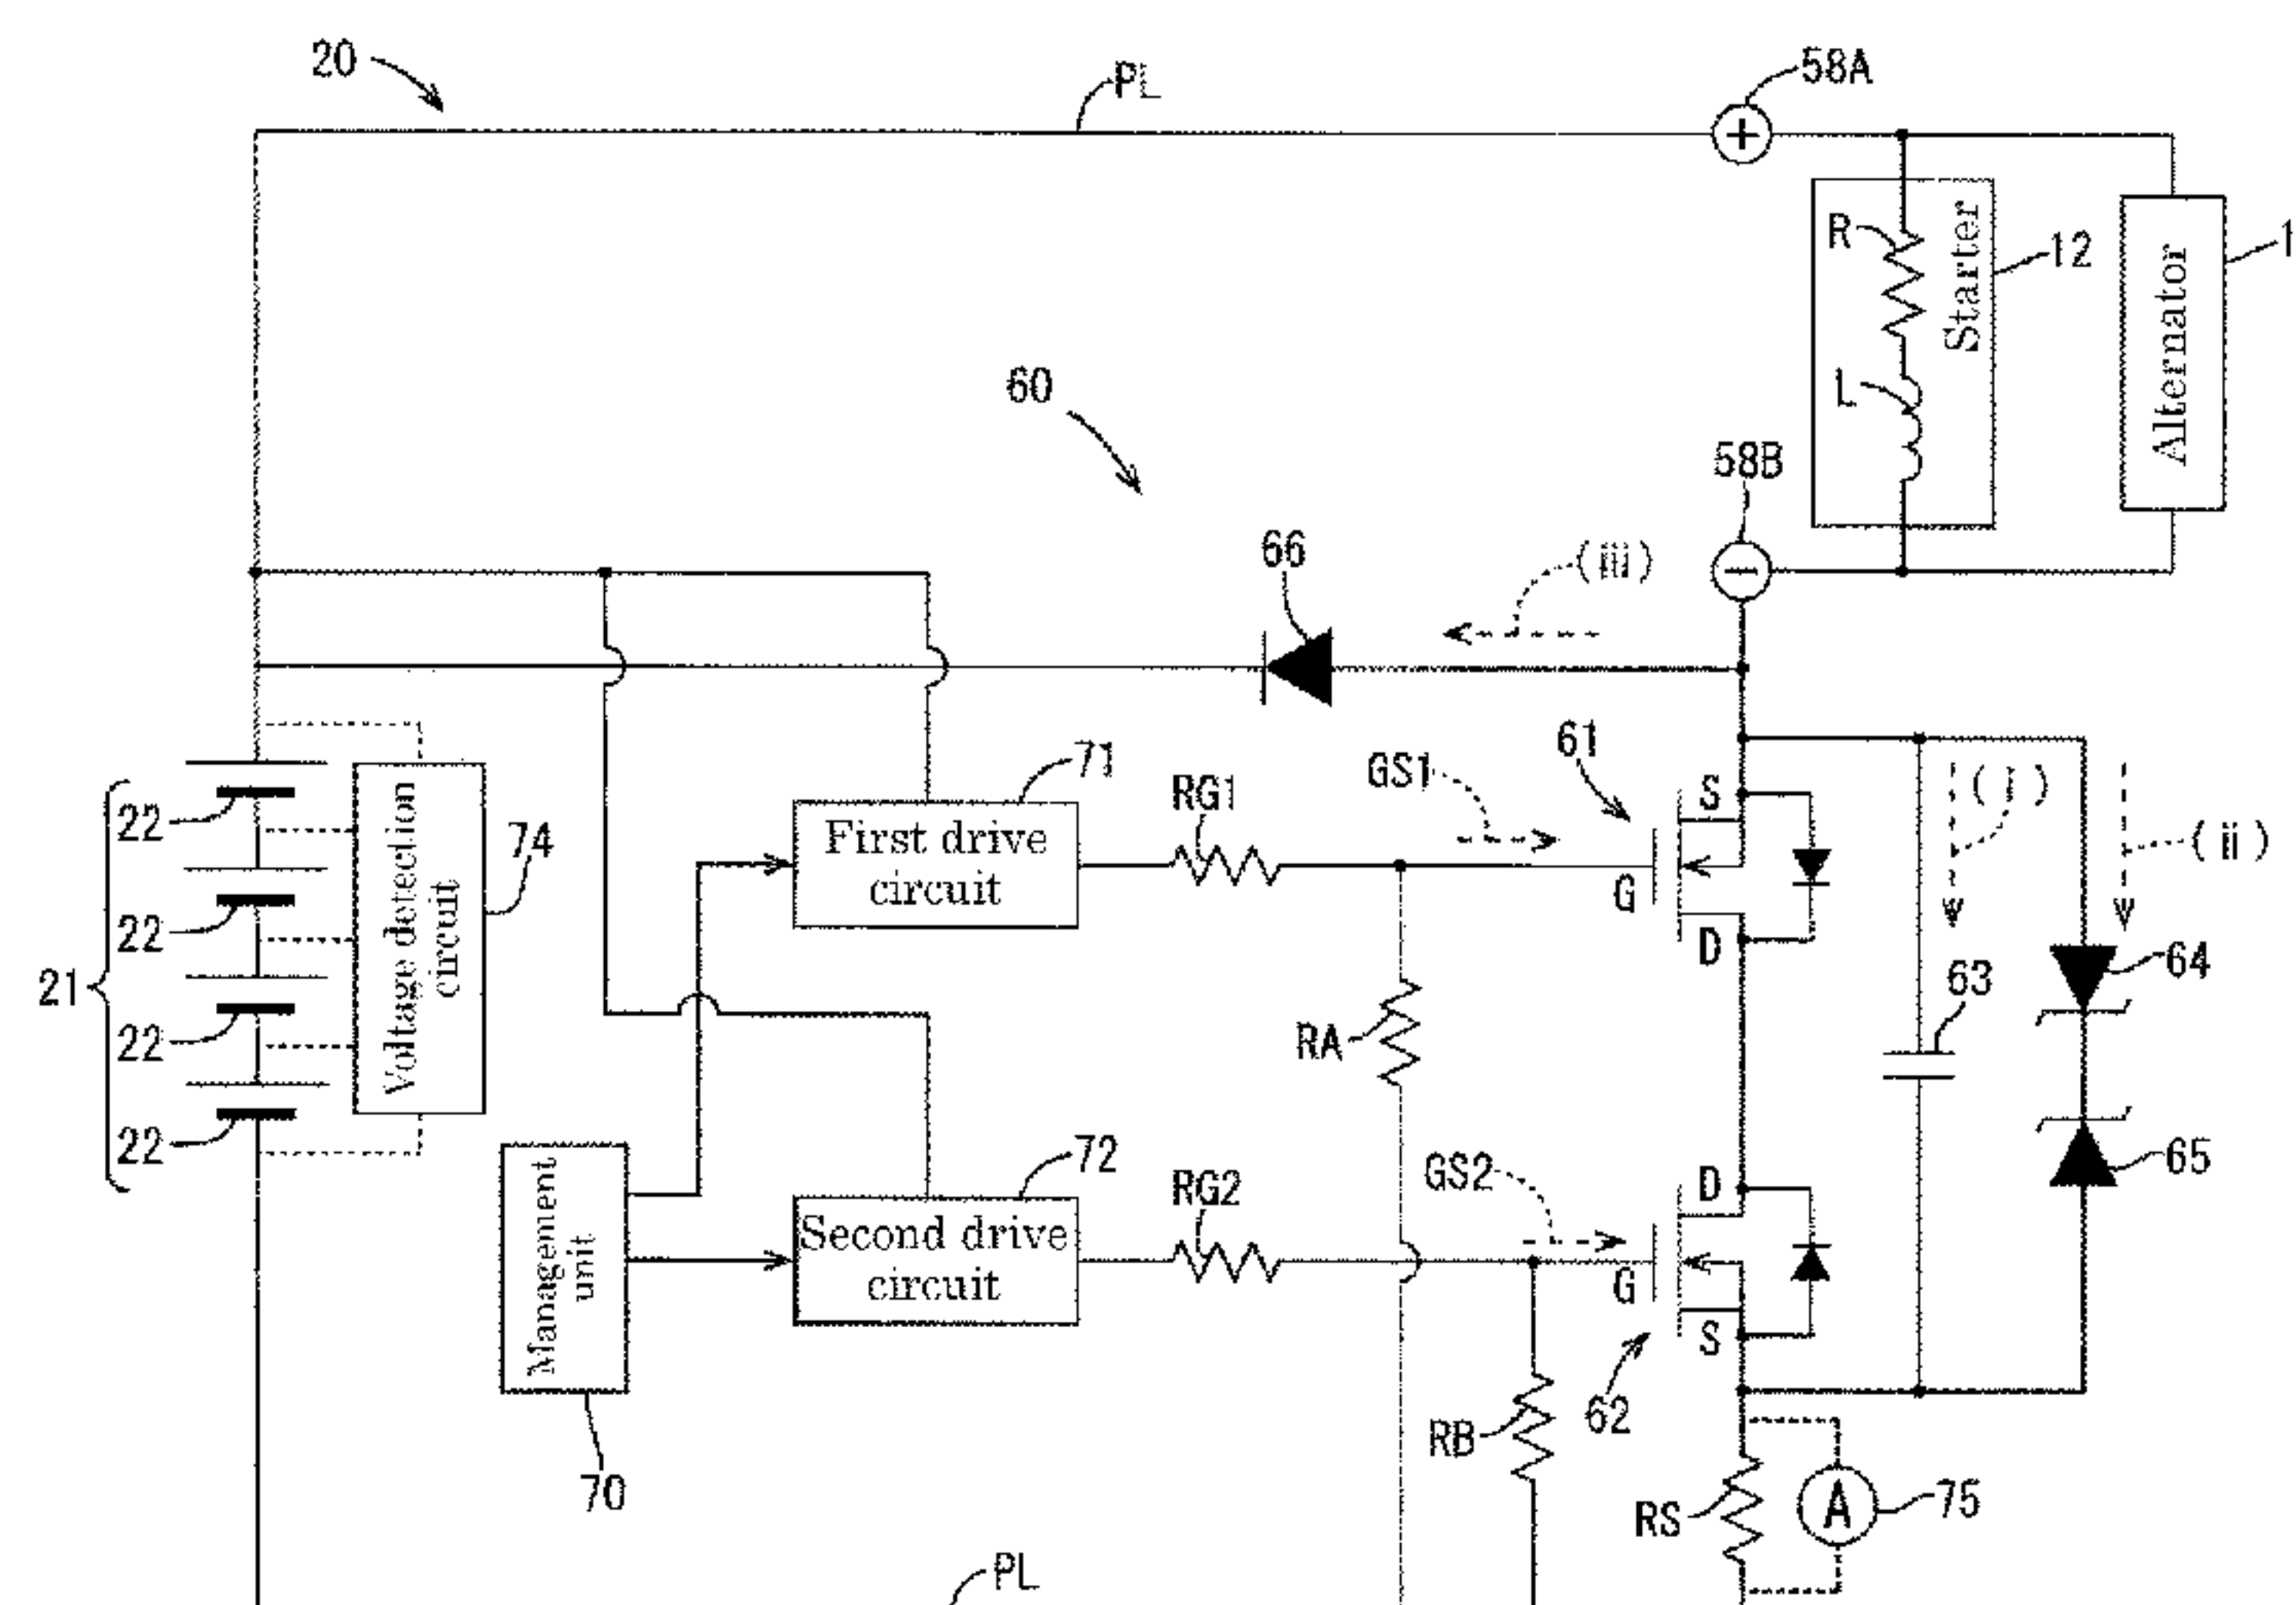 20
PL
58A
R
L
Starter
12
Alternator
1
60
58B
66
(iii)
71
61
GS1
RG1
S
(i)
22
First drive
circuit
G
(ii)
22
Voltage detection
circuit
74
D
64
21
63
22
RA
22
72
D
65
GS2
RG2
Management
unit
Second drive
circuit
G
S
62
RB
70
RS
A
75
PL